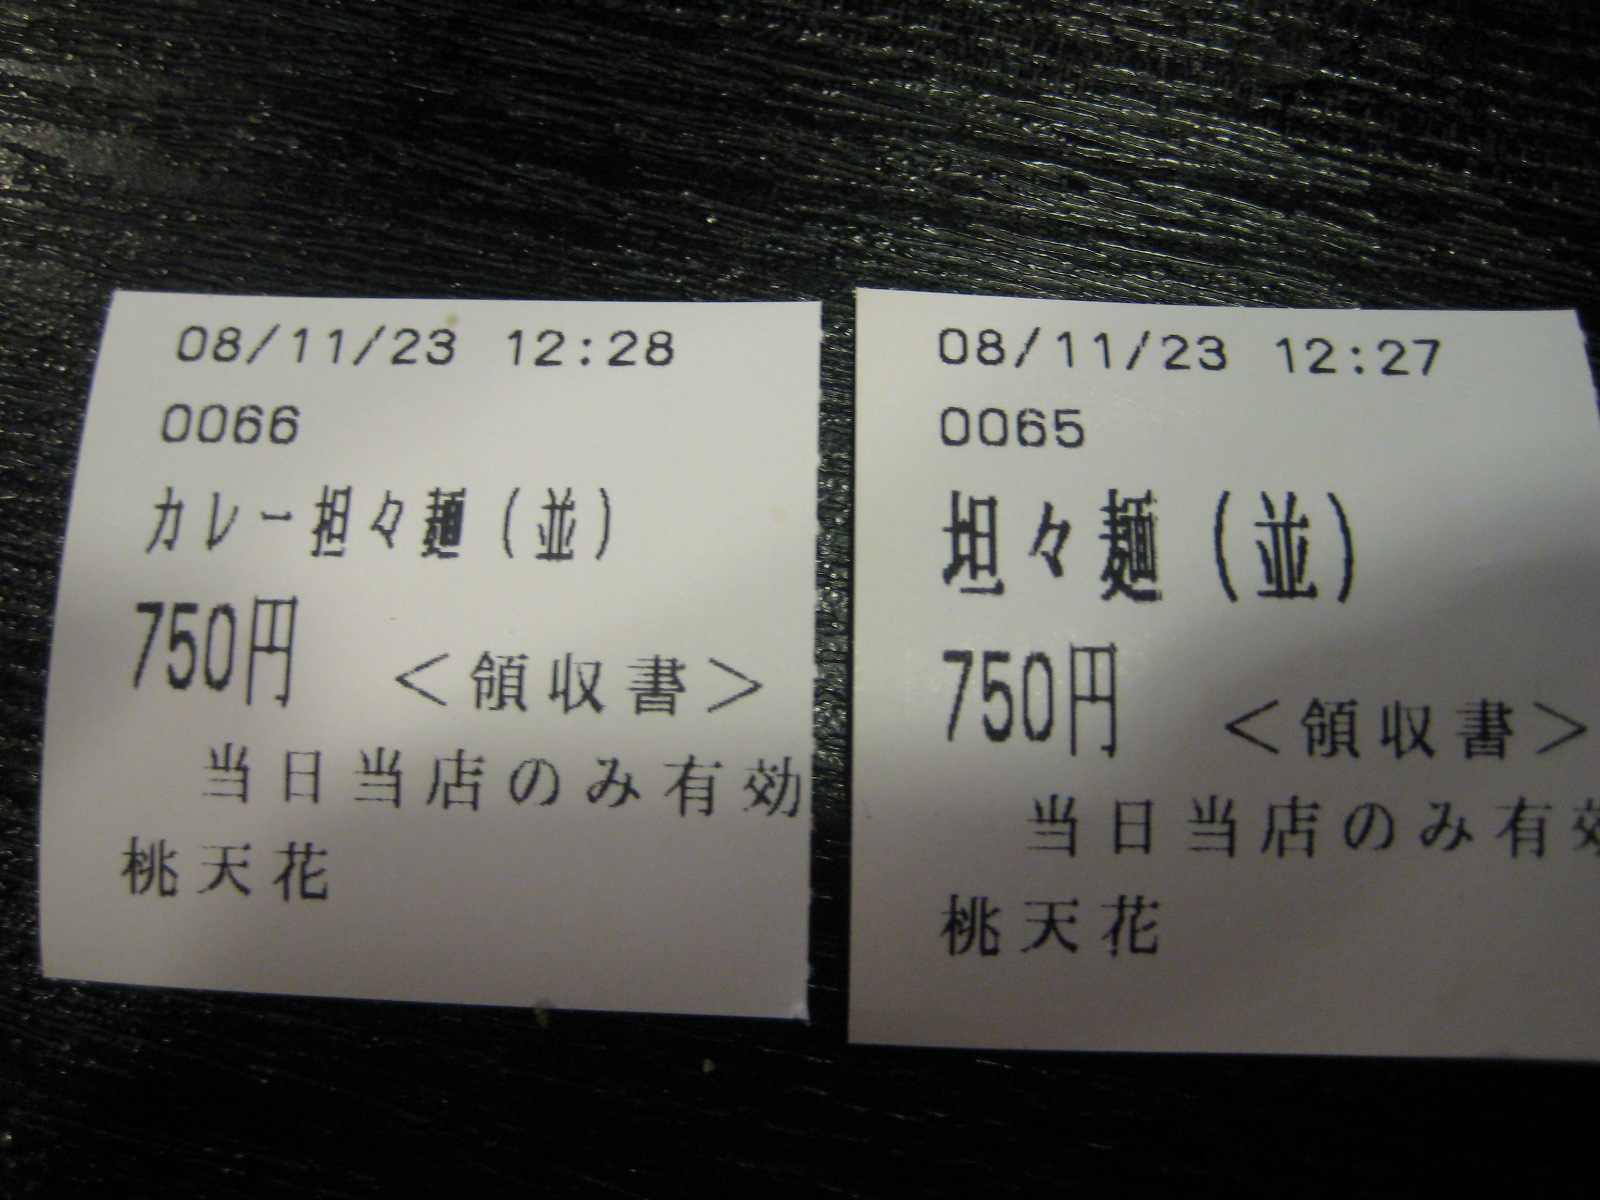 08/11/23 12:28
0066
カレー担々麺(並)
750円 <領収書>
当日当店のみ有効
桃天花
08/11/23 12:27
0065
坦々麺(並)
750円 <領収書>
当日当店のみ有効
桃天花